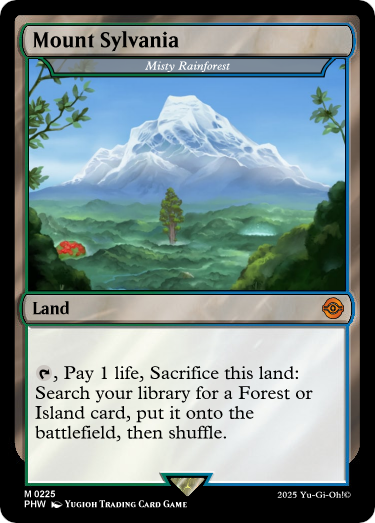 Mount Sylvania
Misty Rainforest
Land
, Pay 1 life, Sacrifice this land:
Search your library for a Forest or
Island card, put it onto the
battlefield, then shuffle.
M 0225
PHW YUGIOH TRADING CARD GAME
2025 Yu-Gi-Oh!©